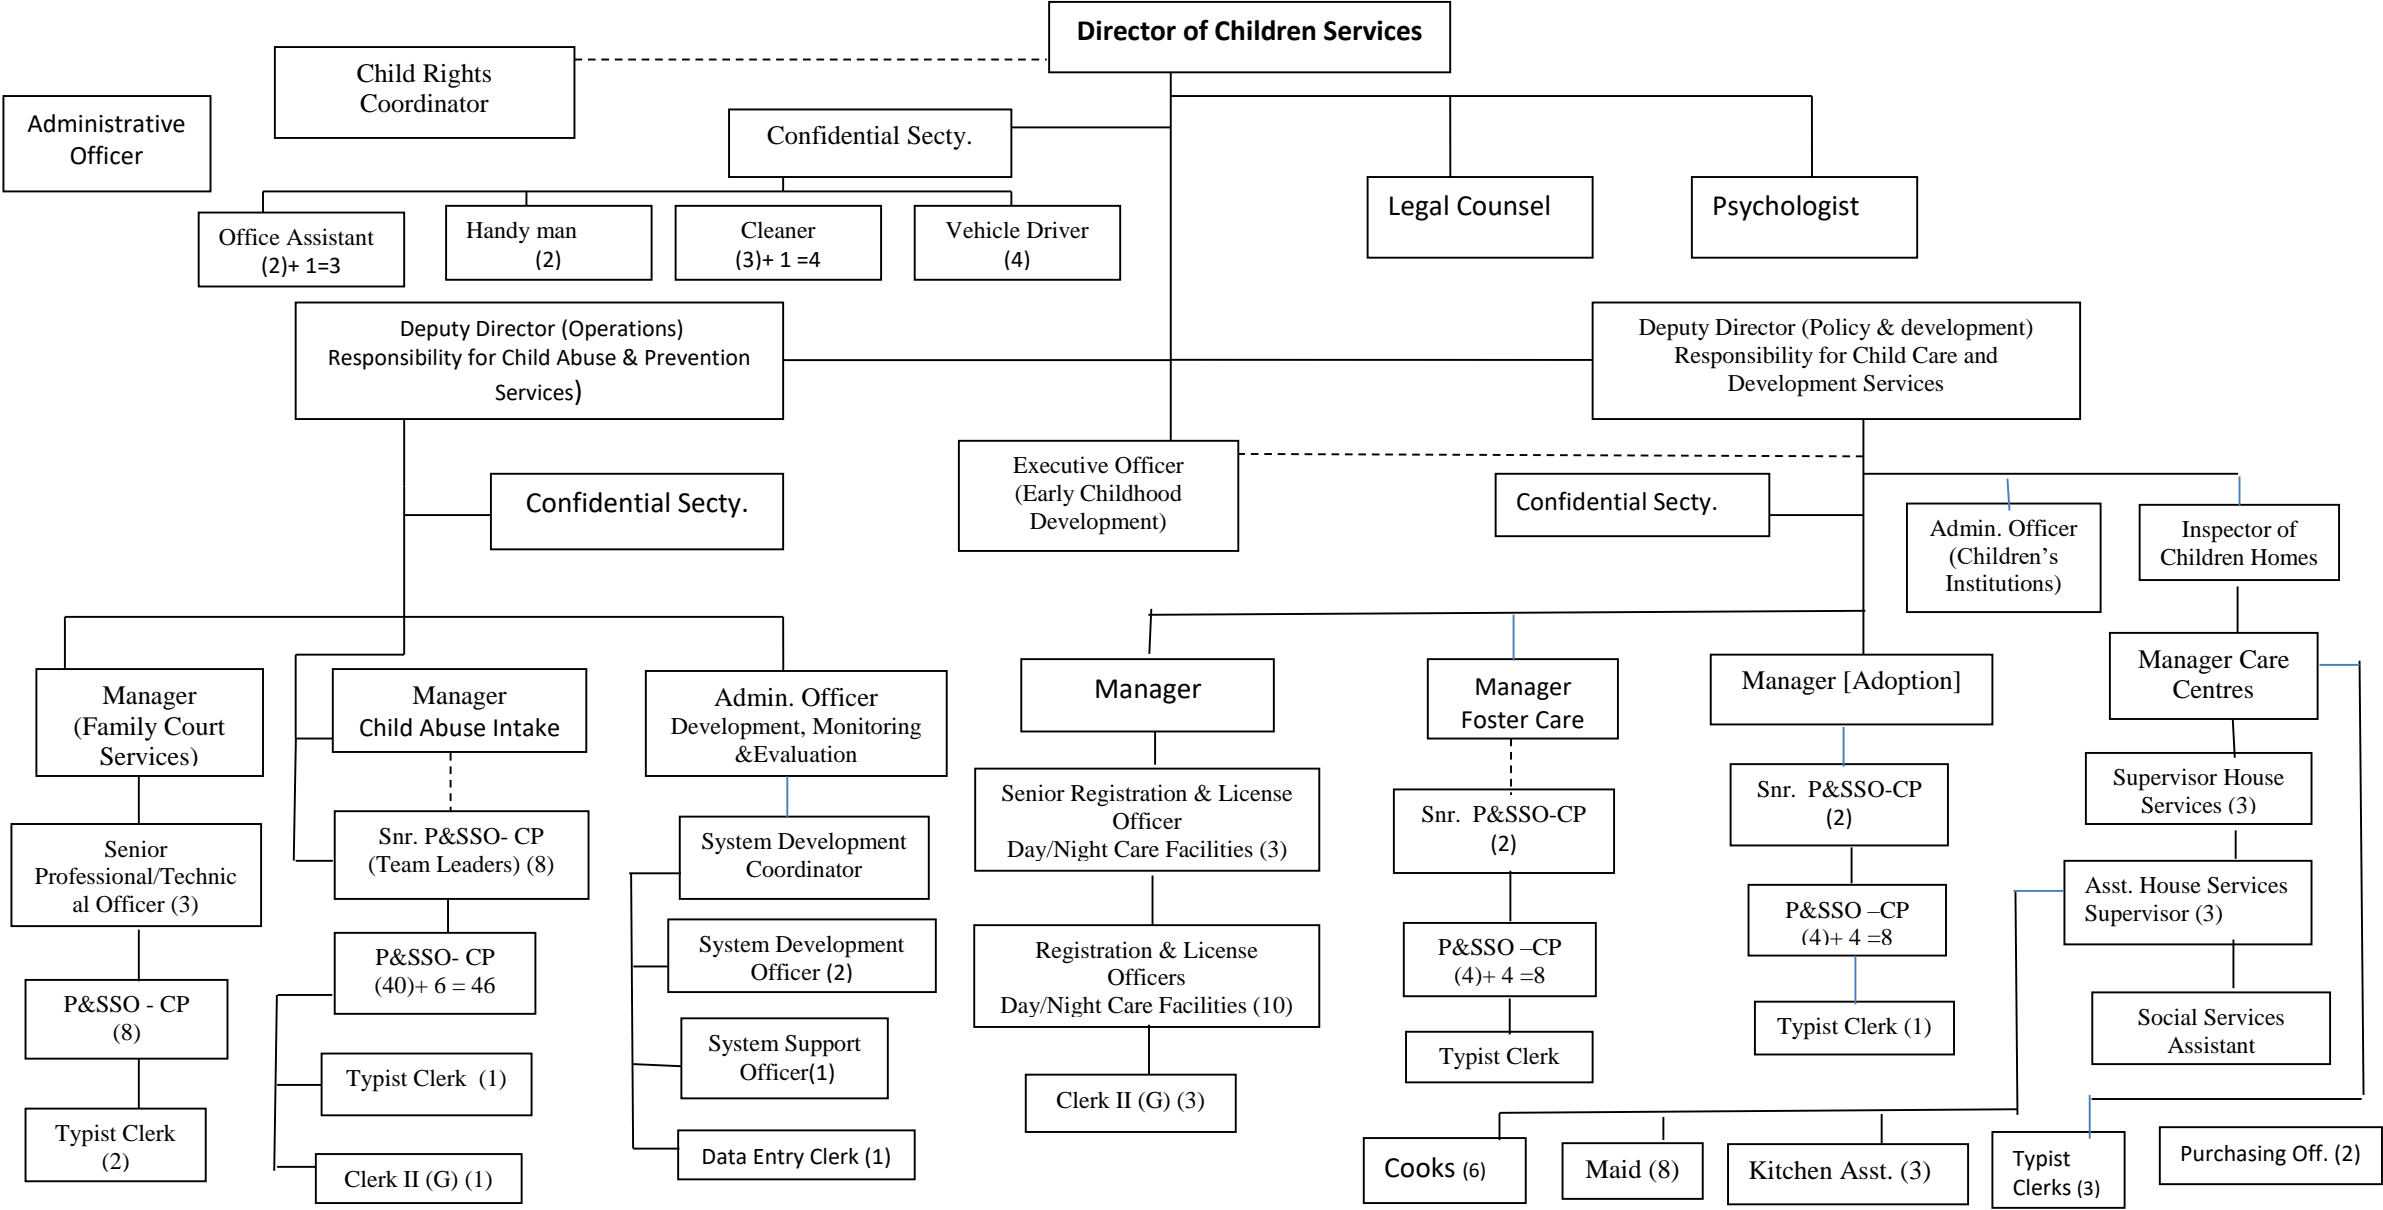 Director of Children Services
Child Rights
Coordinator
Administrative
Officer
Confidential Secty.
Legal Counsel
Psychologist
Office Assistant
(2)+ 1=3
Handy man
(2)
Cleaner
(3)+ 1 =4
Vehicle Driver
(4)
Deputy Director (Operations)
Responsibility for Child Abuse & Prevention
Services)
Deputy Director (Policy & development)
Responsibility for Child Care and
Development Services
Executive Officer
(Early Childhood
Development)
Confidential Secty.
Confidential Secty.
Admin. Officer
(Children’s
Institutions)
Inspector of
Children Homes
Manager
(Family Court
Services)
Manager
Child Abuse Intake
Admin. Officer
Development, Monitoring
&Evaluation
Manager
Manager
Foster Care
Manager [Adoption]
Manager Care
Centres
Senior
Professional/Technic
al Officer (3)
Snr. P&SSO- CP
(Team Leaders) (8)
System Development
Coordinator
Senior Registration & License
Officer
Day/Night Care Facilities (3)
Snr. P&SSO-CP
(2)
Snr. P&SSO-CP
(2)
Supervisor House
Services (3)
P&SSO - CP
(8)
P&SSO- CP
(40)+ 6 = 46
System Development
Officer (2)
Registration & License
Officers
Day/Night Care Facilities (10)
P&SSO –CP
(4)+ 4 =8
P&SSO –CP
(4)+ 4 =8
Asst. House Services
Supervisor (3)
Typist Clerk
(2)
Typist Clerk (1)
System Support
Officer(1)
Clerk II (G) (3)
Typist Clerk
Typist Clerk (1)
Social Services
Assistant
Clerk II (G) (1)
Data Entry Clerk (1)
Cooks (6)
Maid (8)
Kitchen Asst. (3)
Typist
Clerks (3)
Purchasing Off. (2)